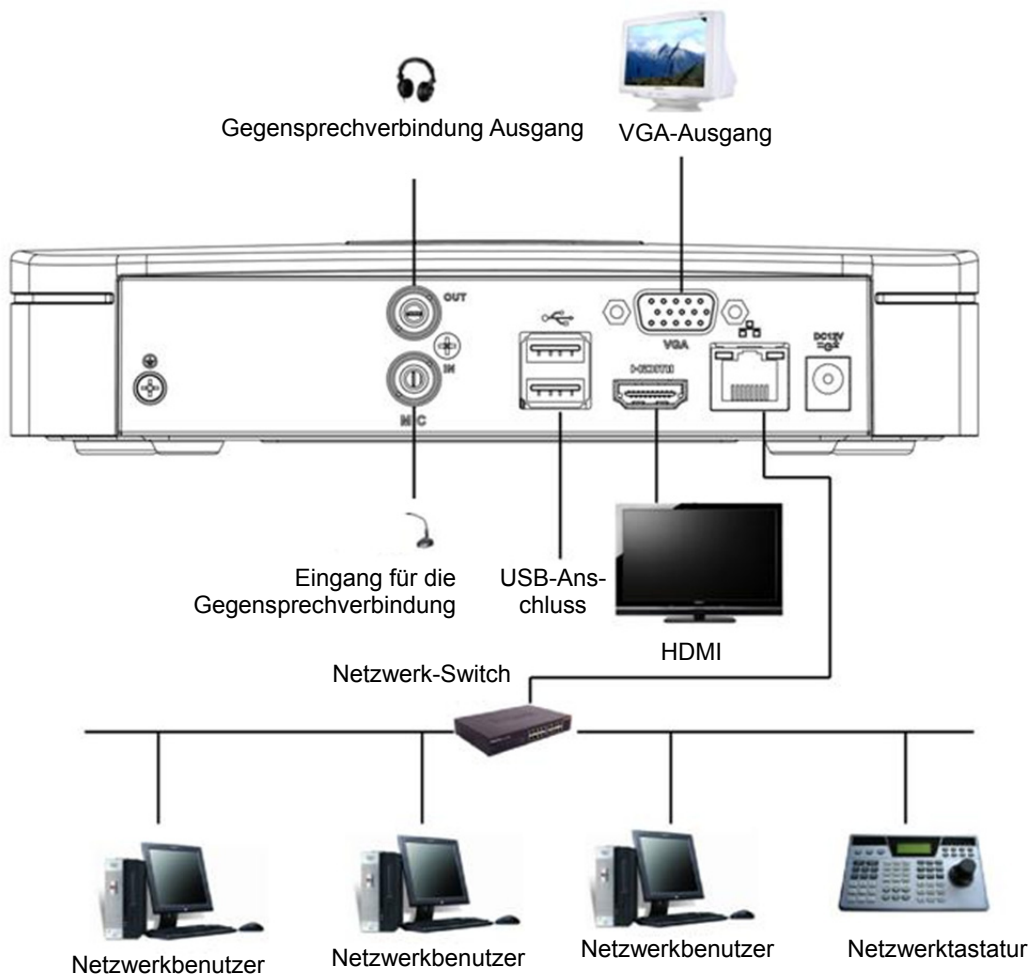 Gegensprechverbindung Ausgang
VGA-Ausgang
OUT
VGA
DC12V
IN
HDMI
MIC
Eingang für die
Gegensprechverbindung
USB-Ans-
chluss
HDMI
Netzwerk-Switch
Netzwerkbenutzer
Netzwerkbenutzer
Netzwerkbenutzer
Netzwerktastatur